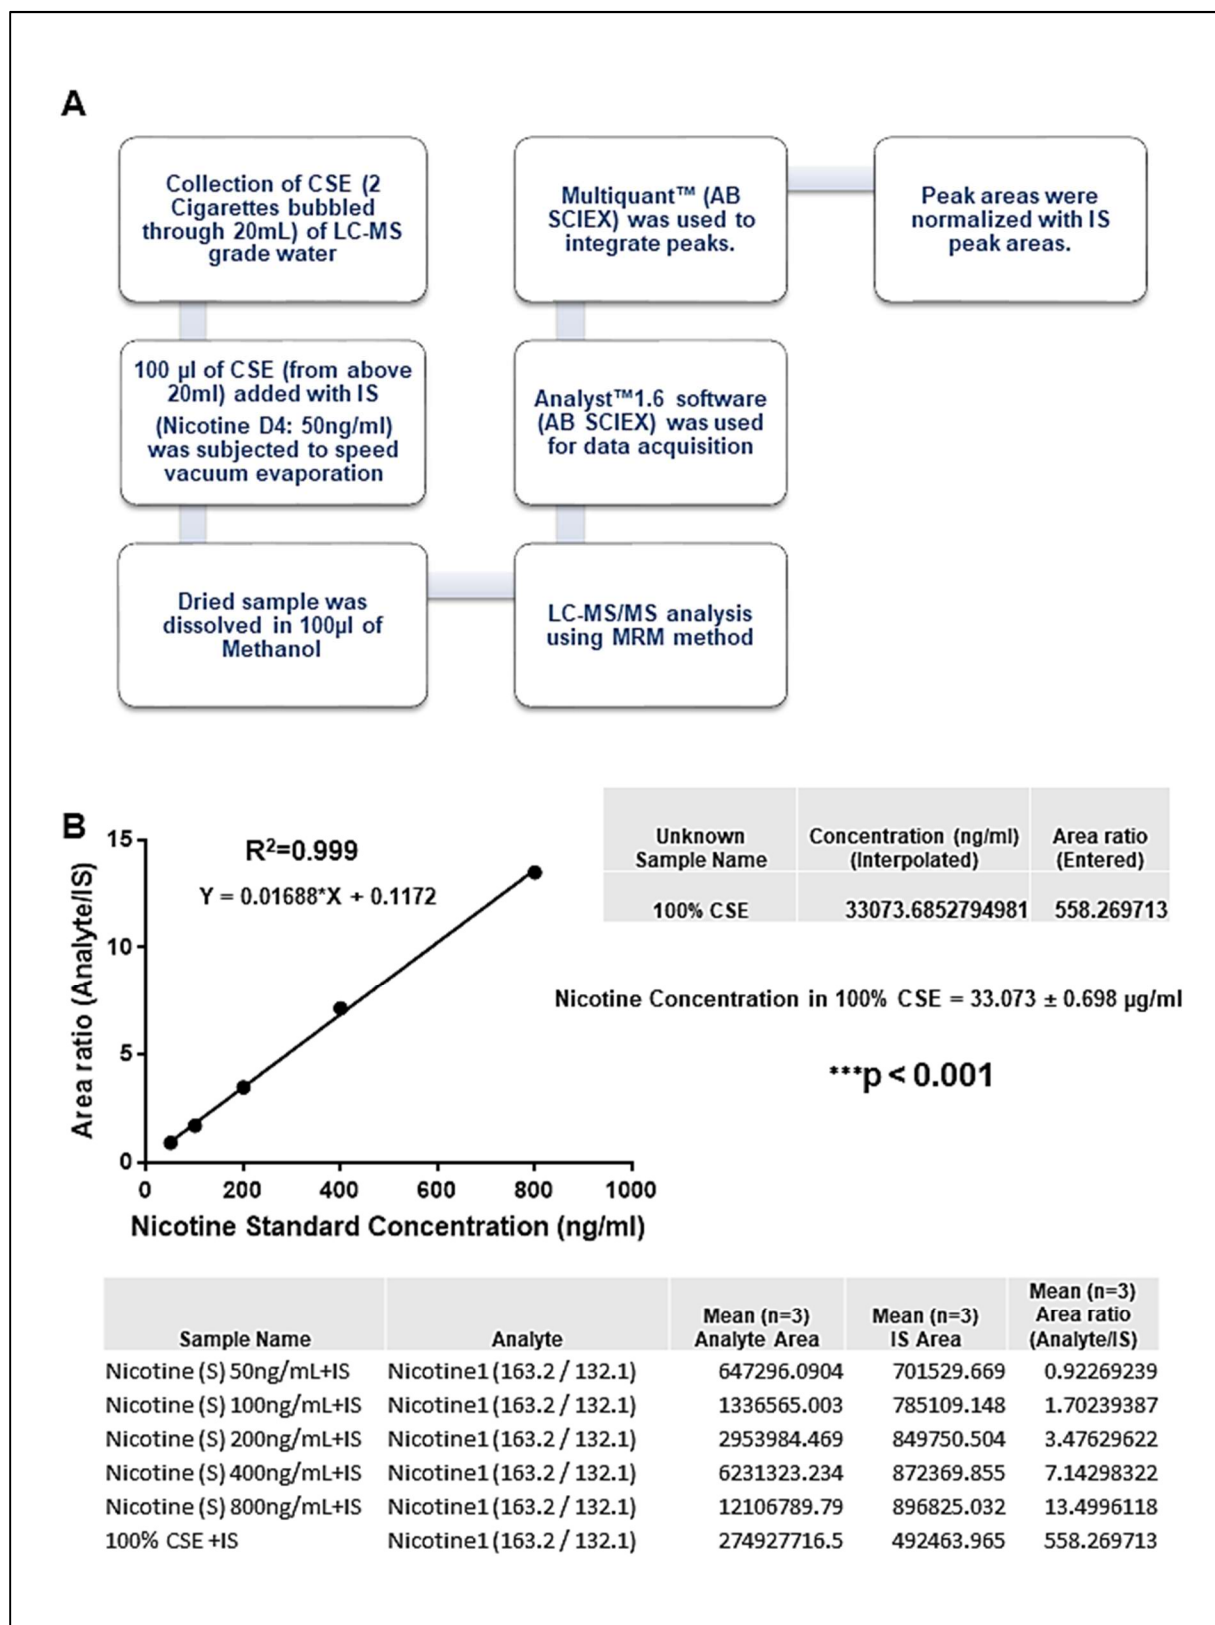 A
Collection of CSE (2
Cigarettes bubbled
through 20mL) of LC-MS
grade water
100 µl of CSE (from above
20ml) added with IS
(Nicotine D4: 50ng/ml)
was subjected to speed
vacuum evaporation
Dried sample was
dissolved in 100µl of
Methanol
LC-MS/MS analysis
using MRM method
Analyst™1.6 software
(AB SCIEX) was used
for data acquisition
Multiquant™ (AB
SCIEX) was used to
integrate peaks.
Peak areas were
normalized with IS
peak areas.
B
R²=0.999
Y = 0.01688*X + 0.1172
Area ratio (Analyte/IS)
15
10
5
0
0 200 400 600 800 1000
Nicotine Standard Concentration (ng/ml)
Unknown Sample Name Concentration (ng/ml) (Interpolated) Area ratio (Entered)
100% CSE 33073.6852794981 558.269713
Nicotine Concentration in 100% CSE = 33.073 ± 0.698 µg/ml
***p < 0.001
Sample Name Analyte Mean (n=3) Analyte Area Mean (n=3) IS Area Mean (n=3) Area ratio (Analyte/IS)
Nicotine (S) 50ng/mL+IS Nicotine1 (163.2 / 132.1) 647296.0904 701529.669 0.92269239
Nicotine (S) 100ng/mL+IS Nicotine1 (163.2 / 132.1) 1336565.003 785109.148 1.70239387
Nicotine (S) 200ng/mL+IS Nicotine1 (163.2 / 132.1) 2953984.469 849750.504 3.47629622
Nicotine (S) 400ng/mL+IS Nicotine1 (163.2 / 132.1) 6231323.234 872369.855 7.14298322
Nicotine (S) 800ng/mL+IS Nicotine1 (163.2 / 132.1) 12106789.79 896825.032 13.4996118
100% CSE +IS Nicotine1 (163.2 / 132.1) 274927716.5 492463.965 558.269713